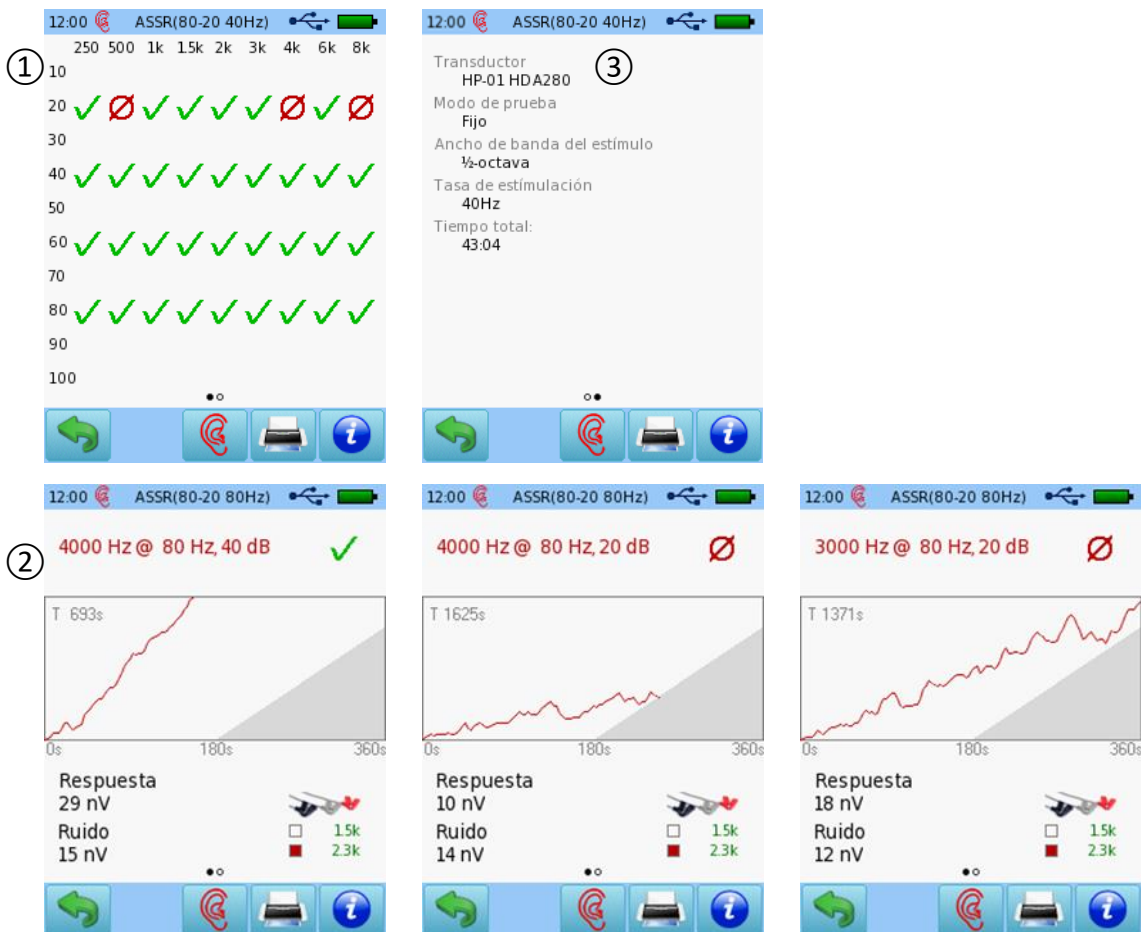 ①
12:00 ASSR(80-20 40Hz)
250 500 1k 1.5k 2k 3k 4k 6k 8k
10
20
30
40
50
60
70
80
90
100
③
12:00 ASSR(80-20 40Hz)
Transductor
HP-01 HDA280
Modo de prueba
Fijo
Ancho de banda del estímulo
½-octava
Tasa de estímulación
40Hz
Tiempo total:
43:04
②
12:00 ASSR(80-20 80Hz)
4000 Hz @ 80 Hz, 40 dB
T 693s
0s 180s 360s
Respuesta
29 nV
Ruido 1.5k
15 nV 2.3k
12:00 ASSR(80-20 80Hz)
4000 Hz @ 80 Hz, 20 dB
T 1625s
0s 180s 360s
Respuesta
10 nV
Ruido 1.5k
14 nV 2.3k
12:00 ASSR(80-20 80Hz)
3000 Hz @ 80 Hz, 20 dB
T 1371s
0s 180s 360s
Respuesta
18 nV
Ruido 1.5k
12 nV 2.3k